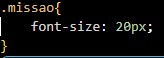 .missao{
    font-size: 20px;
}